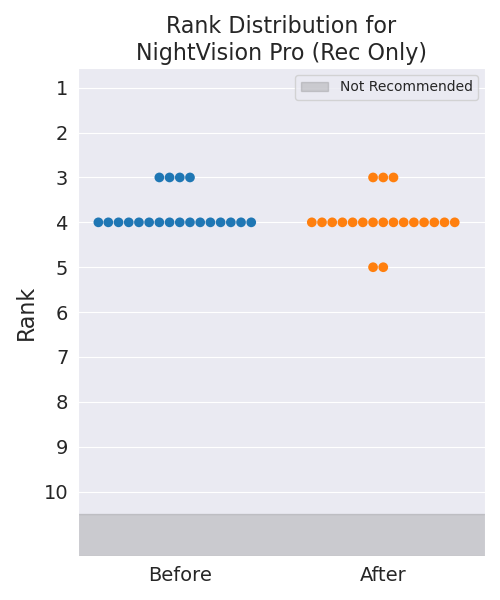 Rank Distribution for
NightVision Pro (Rec Only)
Not Recommended
Rank
1
2
3
4
5
6
7
8
9
10
Before
After